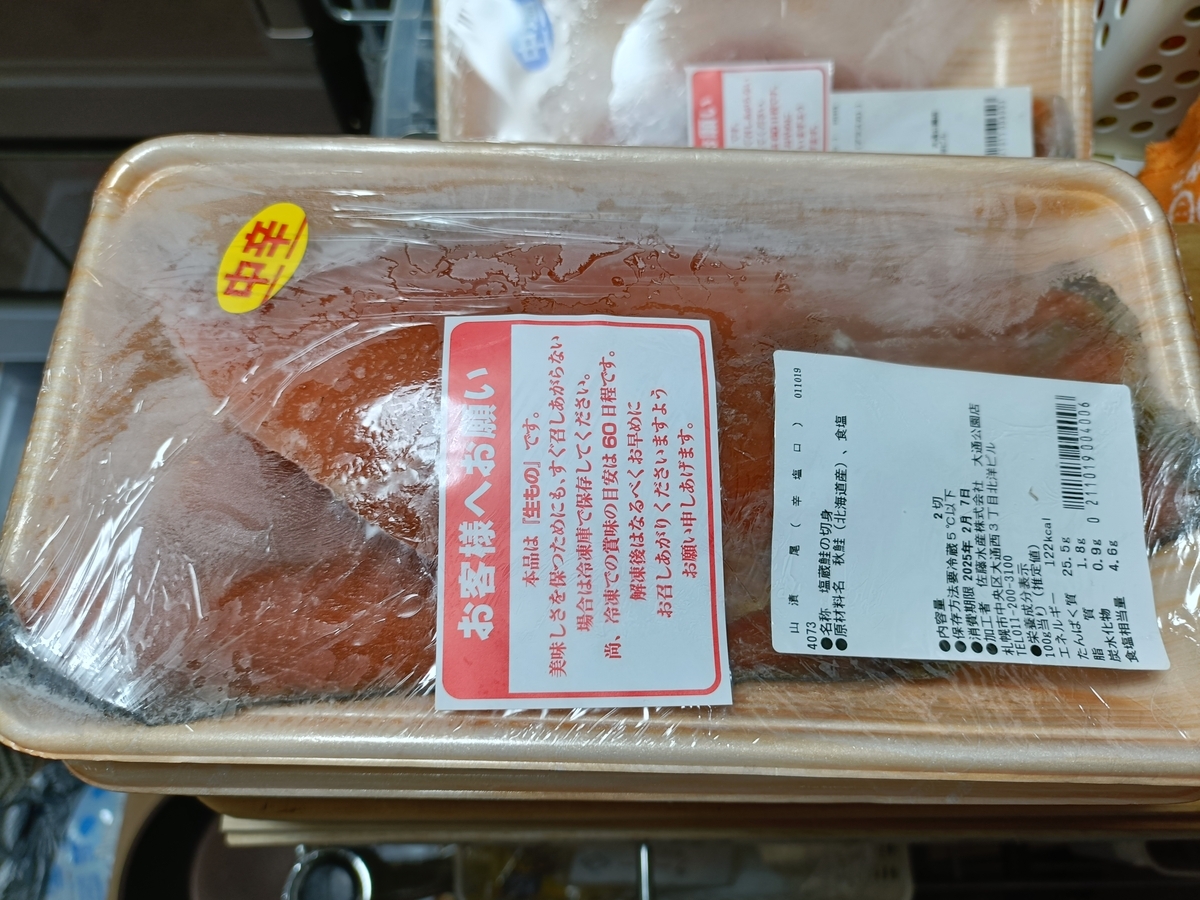 中辛
お客様へお願い
本品は「生もの」です。
美味しさを保つためにも、すぐ召しあがらない
場合は冷凍庫で保存してください。
尚、冷凍での賞味の目安は60日程です。
解凍後はなるべくお早めに
お召しあがりくださいますよう
お願い申しあげます。
山漬尾(辛塩口) 011019
4073
●名称 塩蔵鮭の切身
●原材料名 秋鮭(北海道産)、食塩
●内容量 2切
●保存方法要冷蔵5℃以下
●消費期限 2025年 2月 7日
●加工者 佐藤水産株式会社 大通公園店
札幌市中央区大通西3丁目北洋ビル
TEL011-200-3100
●栄養成分表示
100g当り(推定値)
エネルギー 122kcal
たんぱく質 25.5g
脂質 1.8g
炭水化物 0.9g
食塩相当量 4.6g
0 211019 004006
お願い